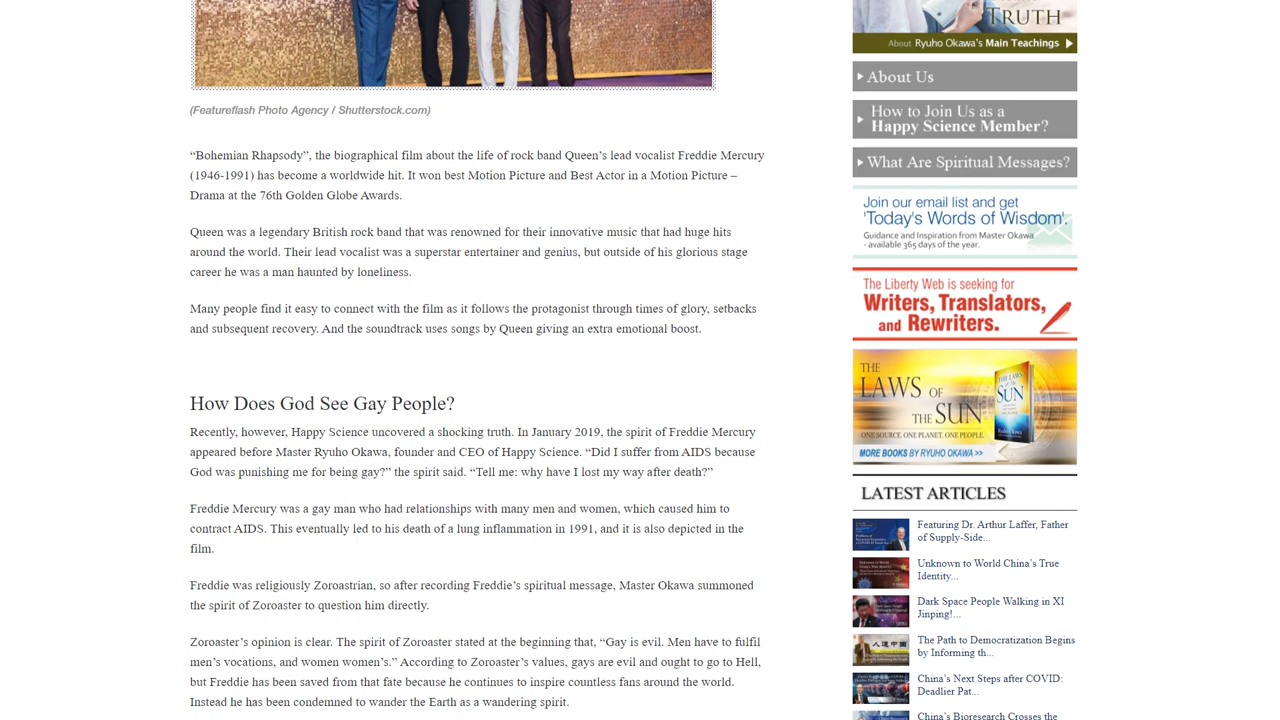 TRUTH
About Ryuho Okawa's Main Teachings
About Us
How to Join Us as a
Happy Science Member?
What Are Spiritual Messages?
Join our email list and get
'Today's Words of Wisdom'.
Guidance and Inspiration from Master Okawa
- available 365 days of the year.
The Liberty Web is seeking for
Writers, Translators,
and Rewriters.
THE
LAWS OF
THE SUN
ONE SOURCE. ONE PLANET. ONE PEOPLE.
MORE BOOKS BY RYUHO OKAWA >>
LATEST ARTICLES
Featuring Dr. Arthur Laffer, Father
of Supply-Side...
Unknown to World China's True
Identity...
Dark Space People Walking in XI
Jinping!...
The Path to Democratization Begins
by Informing th...
China's Next Steps after COVID:
Deadlier Pat...
China's Bioresearch Crosses the
(Featureflash Photo Agency / Shutterstock.com)
“Bohemian Rhapsody”, the biographical film about the life of rock band Queen’s lead vocalist Freddie Mercury
(1946-1991) has become a worldwide hit. It won best Motion Picture and Best Actor in a Motion Picture –
Drama at the 76th Golden Globe Awards.
Queen was a legendary British rock band that was renowned for their innovative music that had huge hits
around the world. Their lead vocalist was a superstar entertainer and genius, but outside of his glorious stage
career he was a man haunted by loneliness.
Many people find it easy to connect with the film as it follows the protagonist through times of glory, setbacks
and subsequent recovery. And the soundtrack uses songs by Queen giving an extra emotional boost.
How Does God See Gay People?
Recently, however, Happy Science uncovered a shocking truth. In January 2019, the spirit of Freddie Mercury
appeared before Master Ryuho Okawa, founder and CEO of Happy Science. “Did I suffer from AIDS because
God was punishing me for being gay?” the spirit said. “Tell me: why have I lost my way after death?”
Freddie Mercury was a gay man who had relationships with many men and women, which caused him to
contract AIDS. This eventually led to his death of a lung inflammation in 1991, and it is also depicted in the
film.
Freddie was religiously Zoroastrian, so after recording Freddie’s spiritual message, Master Okawa summoned
the spirit of Zoroaster to question him directly.
Zoroaster’s opinion is clear. The spirit of Zoroaster stated at the beginning that, “Gay is evil. Men have to fulfil
men’s vocations, and women women’s.” According to Zoroaster’s values, gays are evil and ought to go to Hell,
but Freddie has been saved from that fate because he continues to inspire countless fans around the world.
Instead he has been condemned to wander the Earth as a wandering spirit.